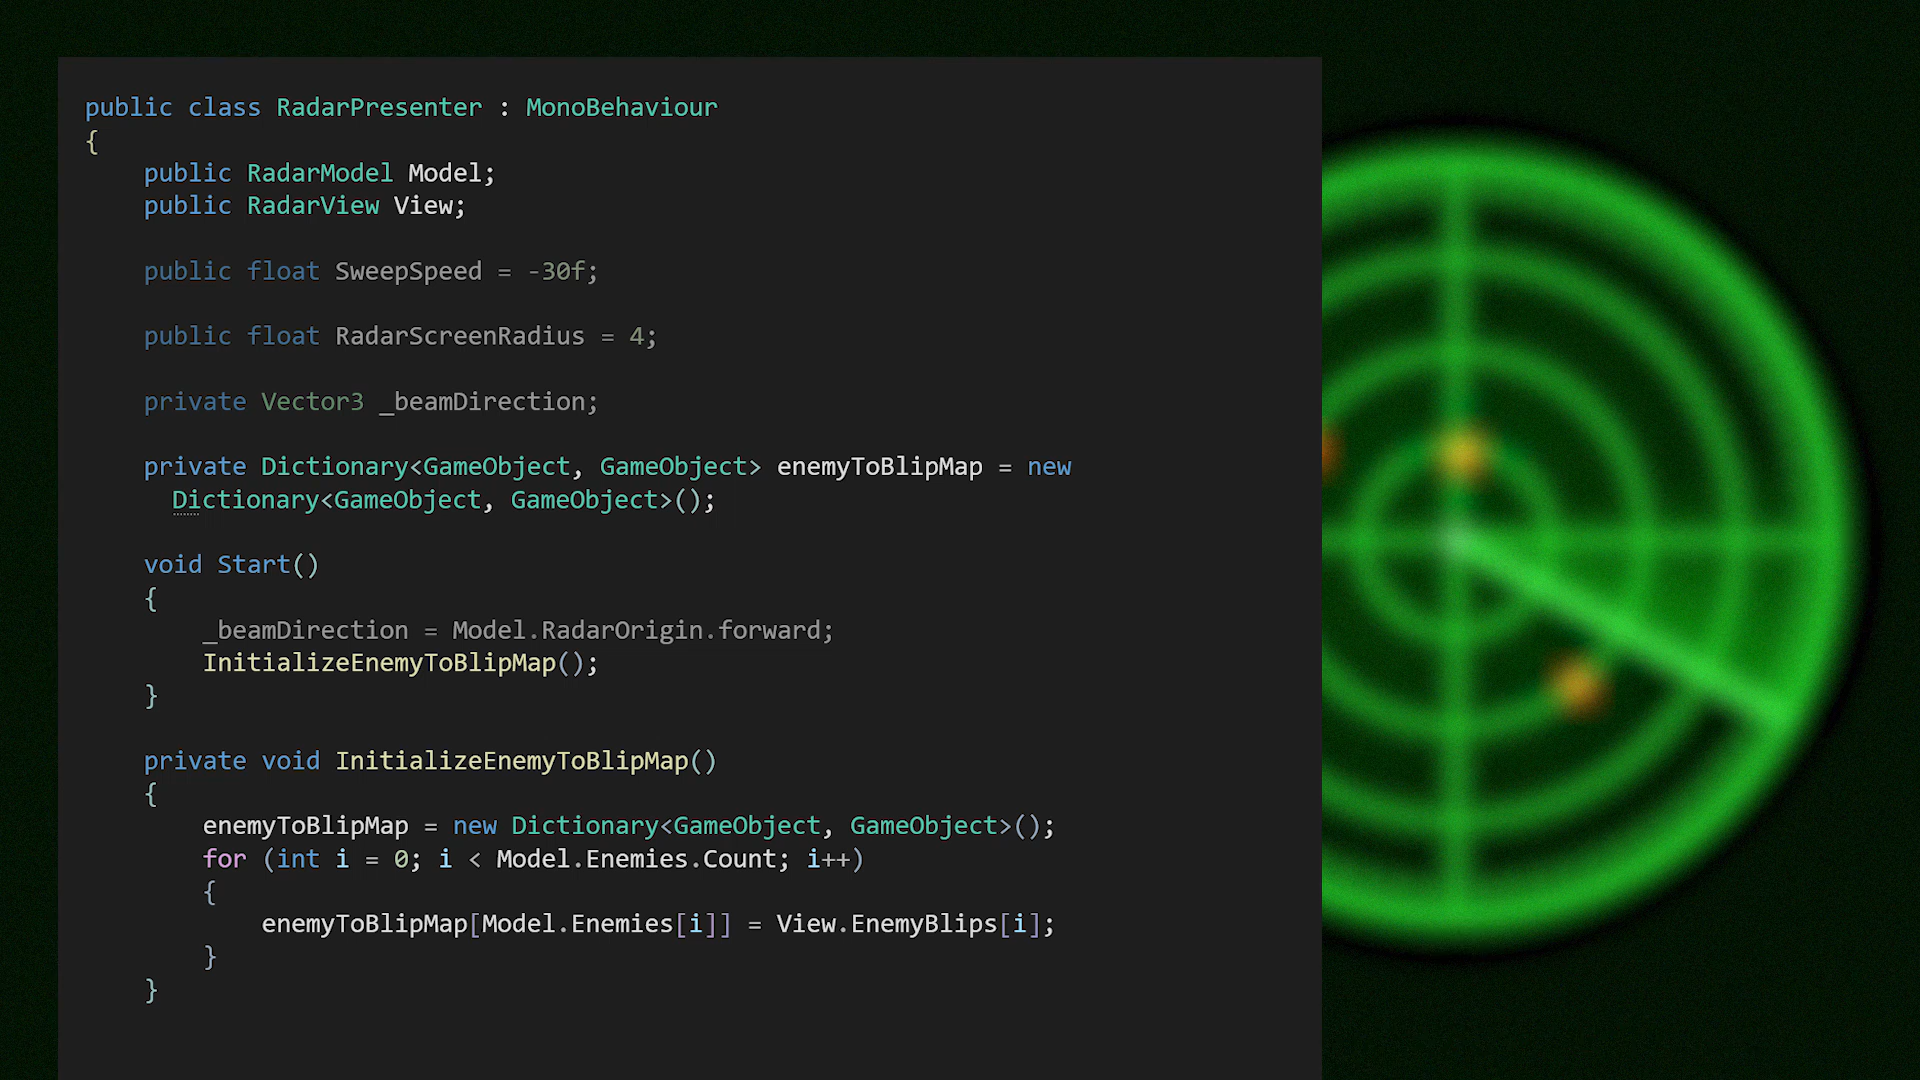 public class RadarPresenter : MonoBehaviour
{
public RadarModel Model;
public RadarView View;
public float SweepSpeed = -30f;
public float RadarScreenRadius = 4;
private Vector3 _beamDirection;
private Dictionary<GameObject, GameObject> enemyToBlipMap = new
Dictionary<GameObject, GameObject>();
void Start()
{
_beamDirection = Model.RadarOrigin.forward;
InitializeEnemyToBlipMap();
}
private void InitializeEnemyToBlipMap()
{
enemyToBlipMap = new Dictionary<GameObject, GameObject>();
for (int i = 0; i < Model.Enemies.Count; i++)
{
enemyToBlipMap[Model.Enemies[i]] = View.EnemyBlips[i];
}
}